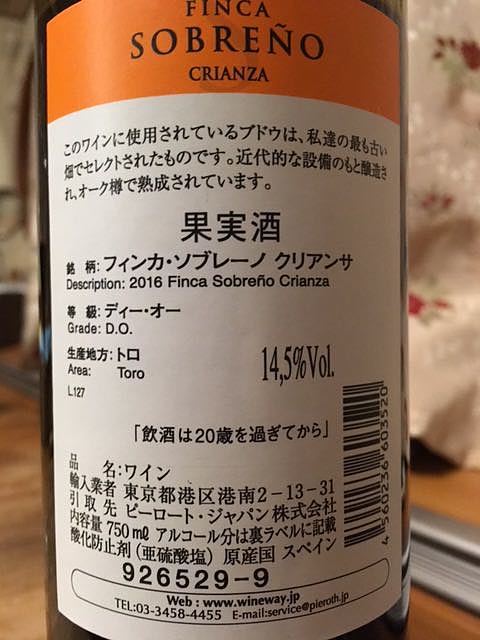 FINCA
SOBREÑO
CRIANZA
このワインに使用されているブドウは、私達の最も古い
畑でセレクトされたものです。近代的な設備のもと醸造さ
れ、オーク樽で熟成されています。
果実酒
銘 柄：フィンカ・ソブレーノ クリアンサ
Description: 2016 Finca Sobreño Crianza
等 級：ディー・オー
Grade: D.O.
生産地方：トロ
Area: Toro
14,5%Vol.
L.127
「飲酒は20歳を過ぎてから」
品 名：ワイン
輸入業者 東京都港区港南2-13-31
引 取 先 ピーロート・ジャパン株式会社
内容量 750㎖ アルコール分は裏ラベルに記載
酸化防止剤（亜硫酸塩）原産国 スペイン
926529-9
Web : www.wineway.jp
TEL:03-3458-4455 E-mail:service@pieroth.jp
4 560236 603520